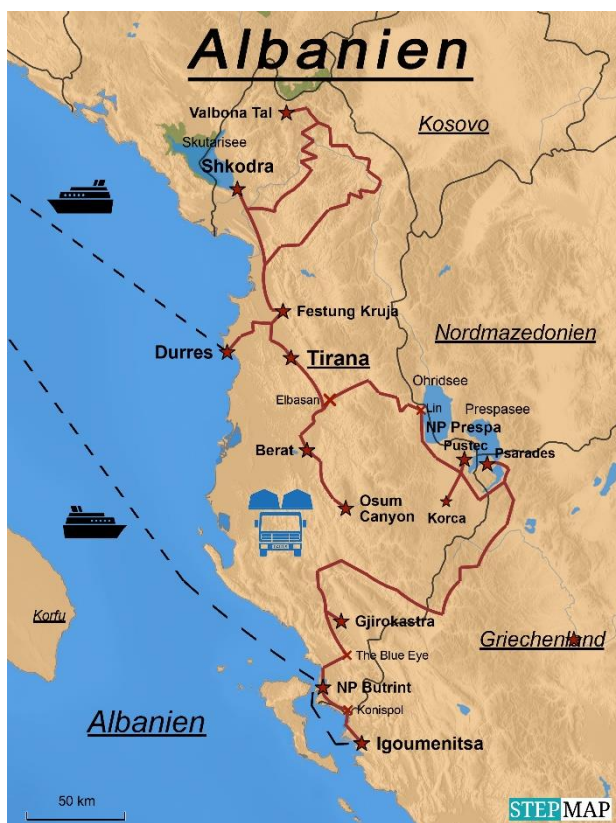 Albanien
Valbona Tal
Kosovo
Skutarisee
Shkodra
Festung Kruja
Nordmazedonien
Durres
Tirana
Ohridsee
Elbasan
Lin
Prespasee
NP Prespa
Pustec
Psarades
Berat
Osum
Canyon
Korca
Gjirokastra
Korfu
Griechenland
The Blue Eye
NP Butrint
Konispol
Albanien
Igoumenitsa
50 km
STEPMAP